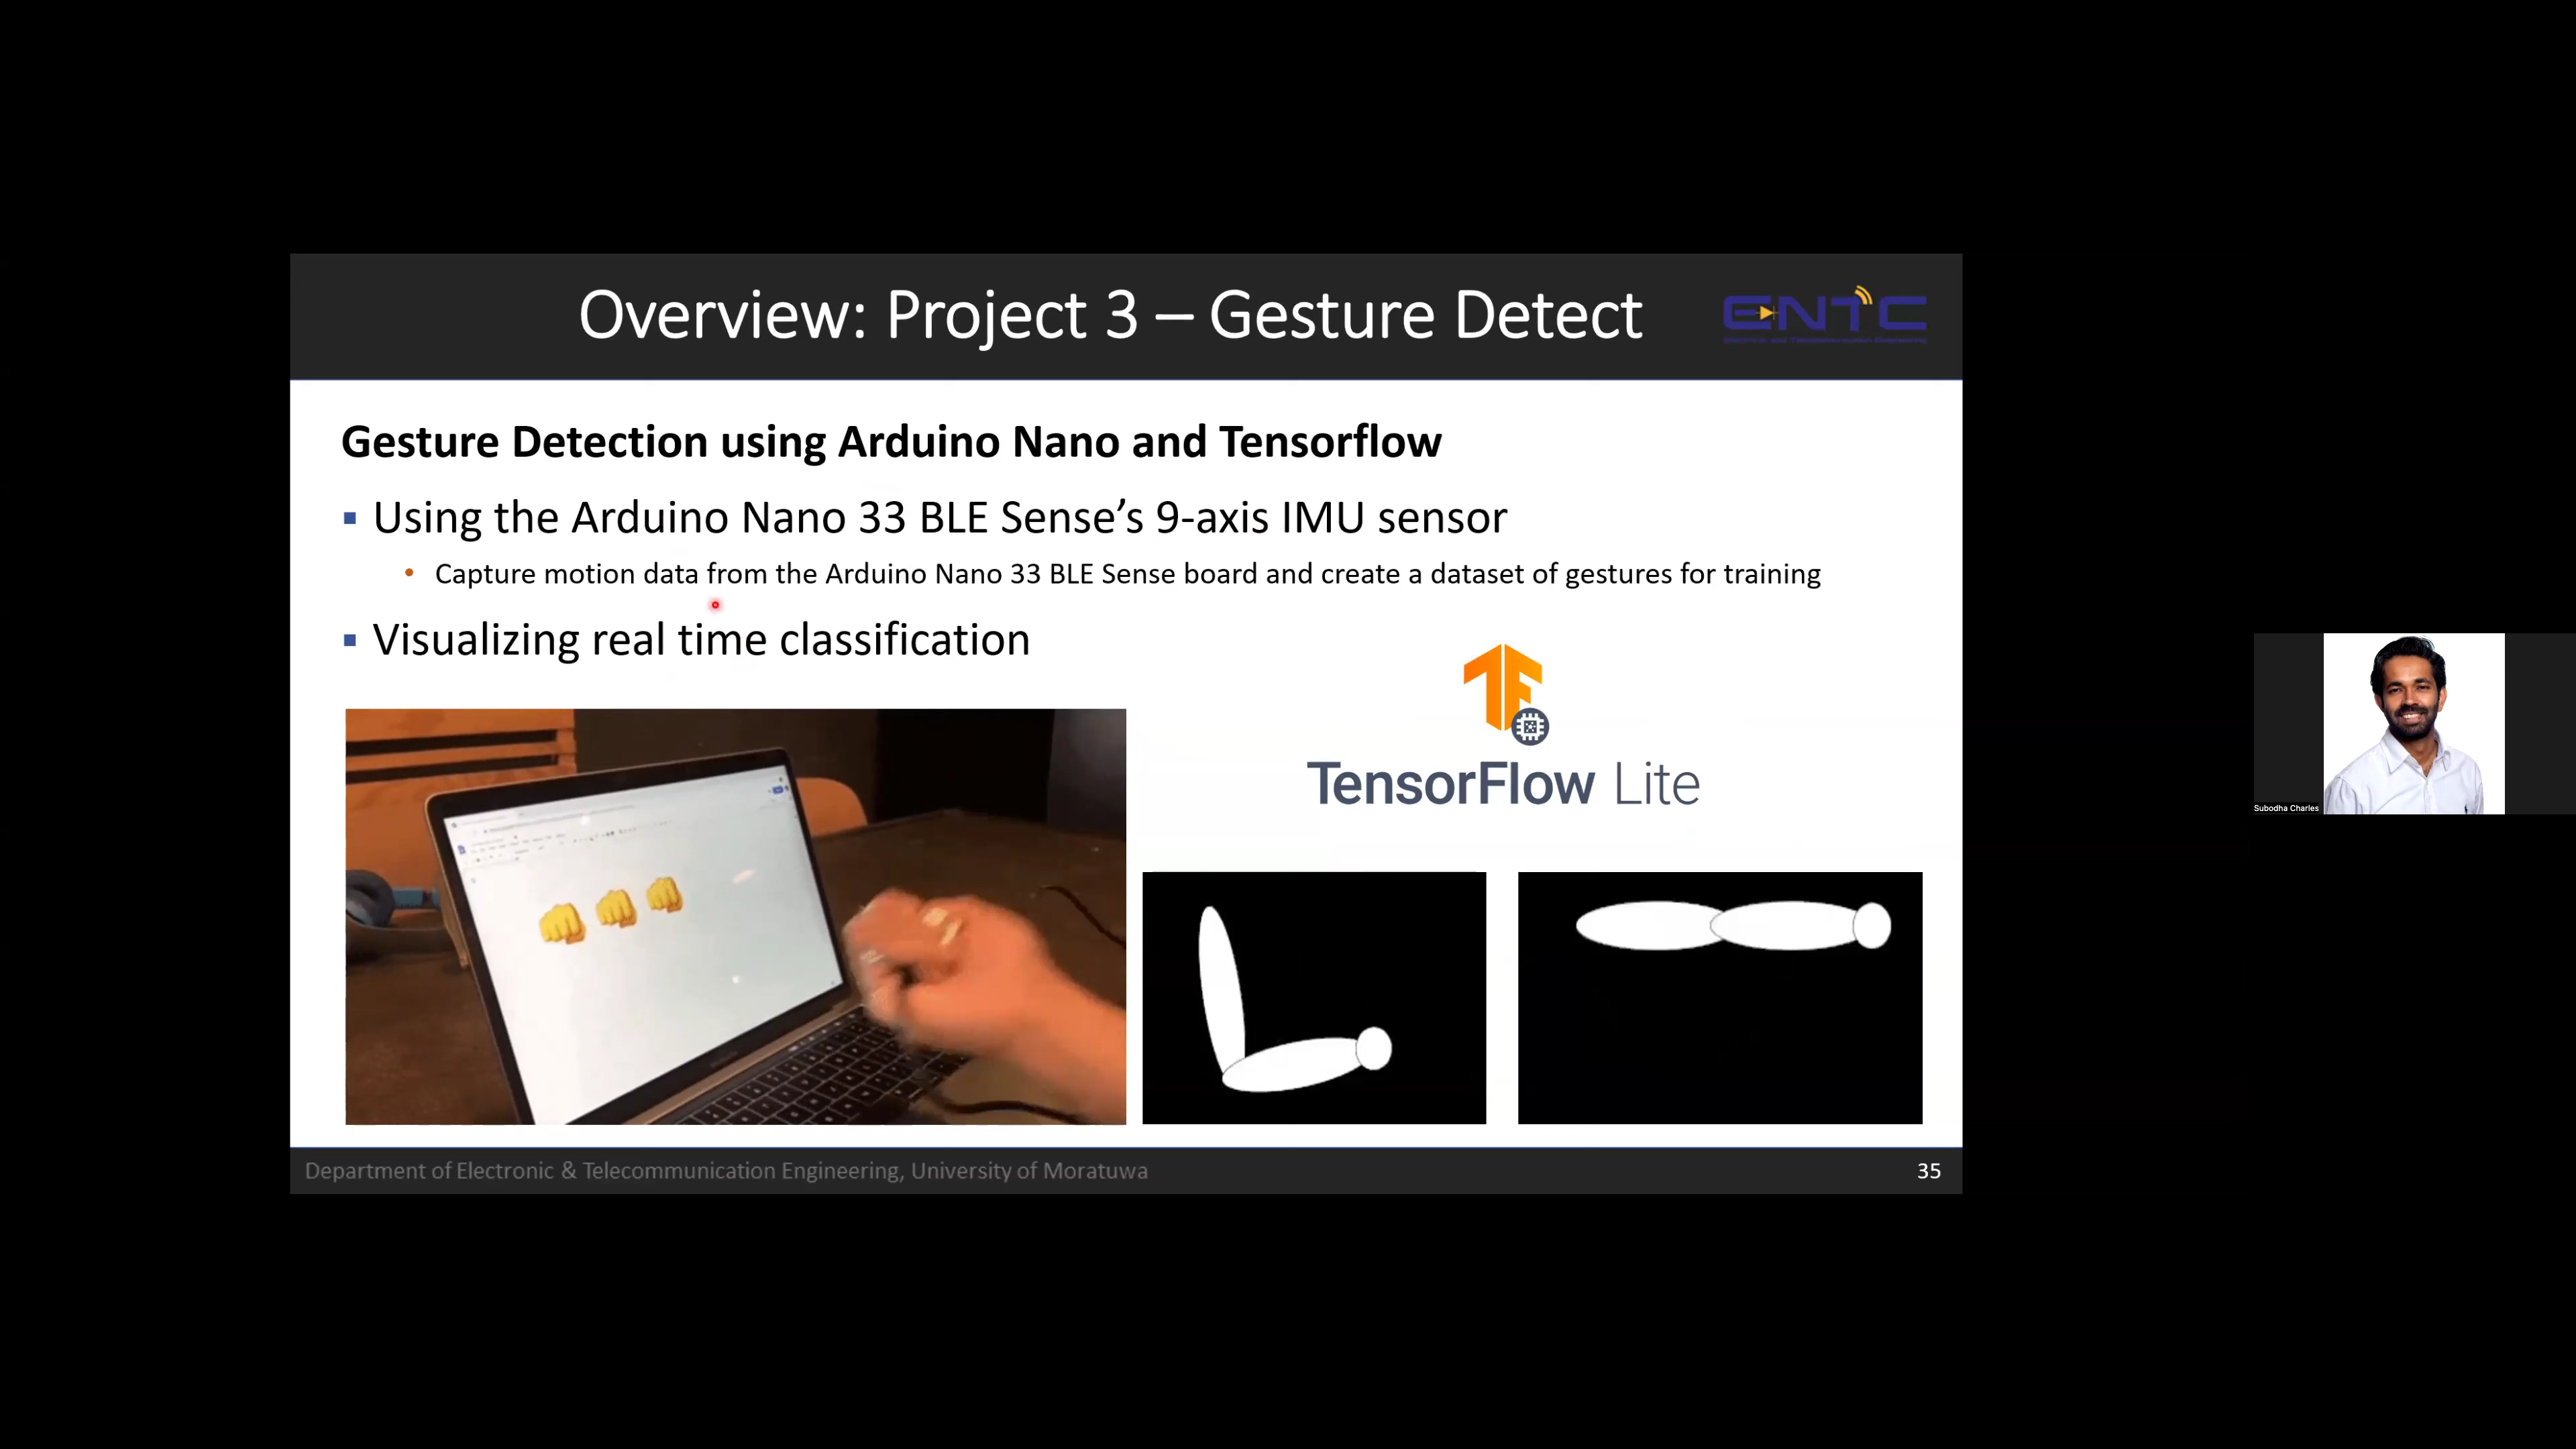 Overview: Project 3 – Gesture Detect
ENTC
Gesture Detection using Arduino Nano and Tensorflow
Using the Arduino Nano 33 BLE Sense’s 9-axis IMU sensor
Capture motion data from the Arduino Nano 33 BLE Sense board and create a dataset of gestures for training
Visualizing real time classification
TensorFlow Lite
Department of Electronic & Telecommunication Engineering, University of Moratuwa
35
Subodha Charles